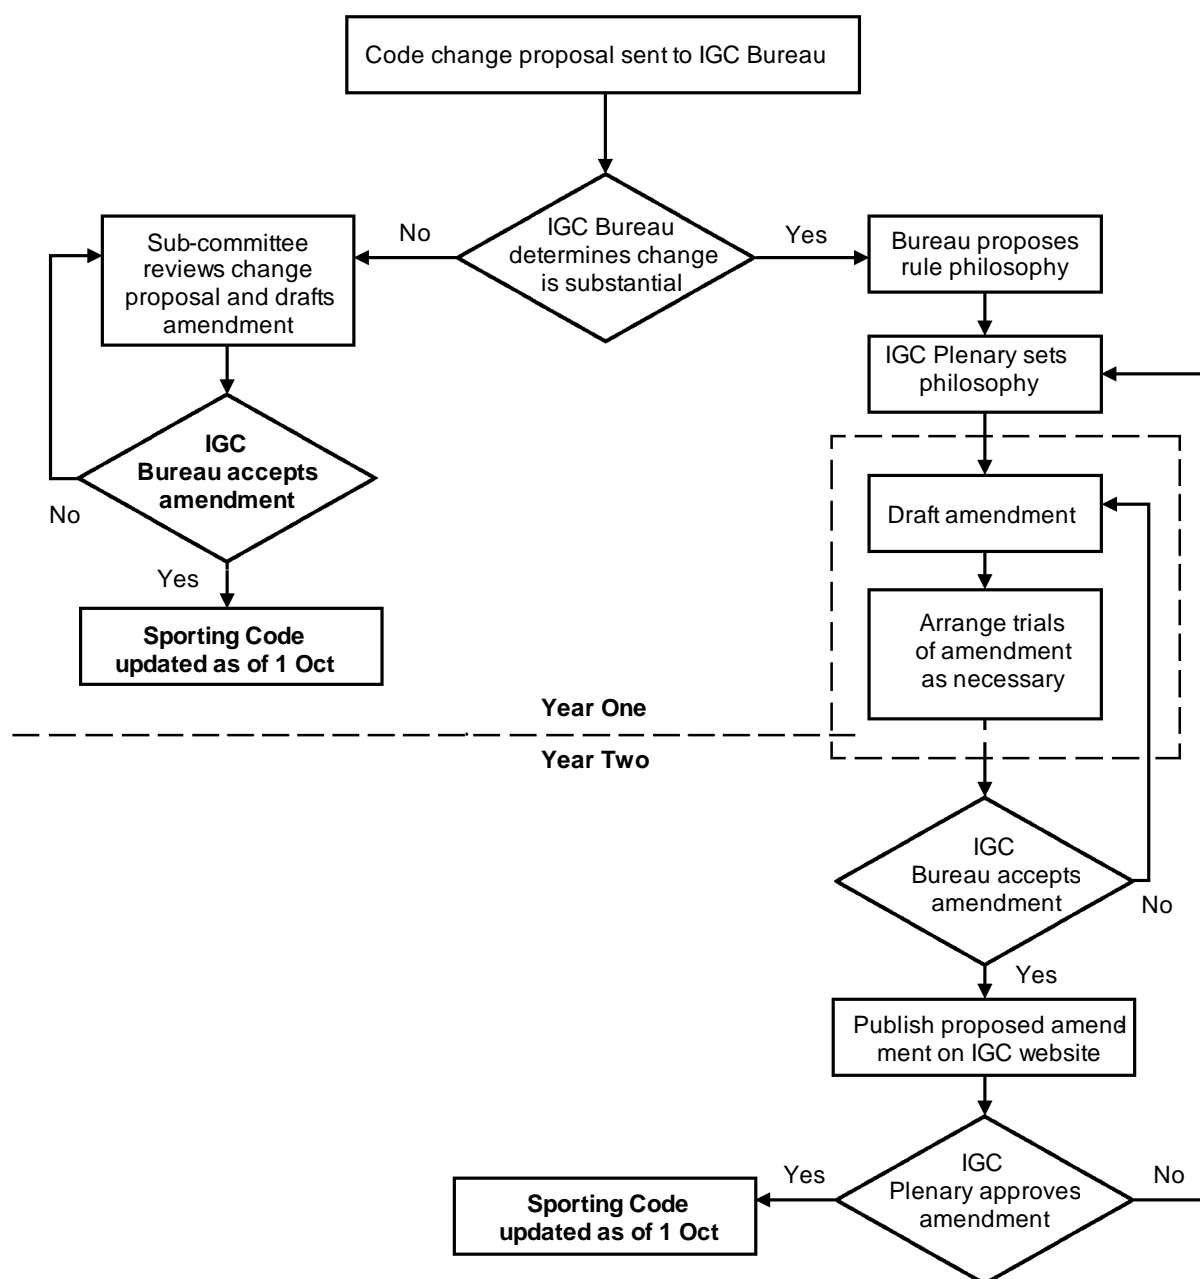 Code change proposal sent to IGC Bureau
IGC Bureau
determines change
is substantial
No
Yes
Sub-committee
reviews change
proposal and drafts
amendment
Bureau proposes
rule philosophy
IGC Plenary sets
philosophy
IGC
Bureau accepts
amendment
No
Yes
Draft amendment
Sporting Code
updated as of 1 Oct
Arrange trials
of amendment
as necessary
Year One
Year Two
IGC
Bureau accepts
amendment
No
Yes
Publish proposed amend-
ment on IGC website
IGC
Plenary approves
amendment
Yes
No
Sporting Code
updated as of 1 Oct